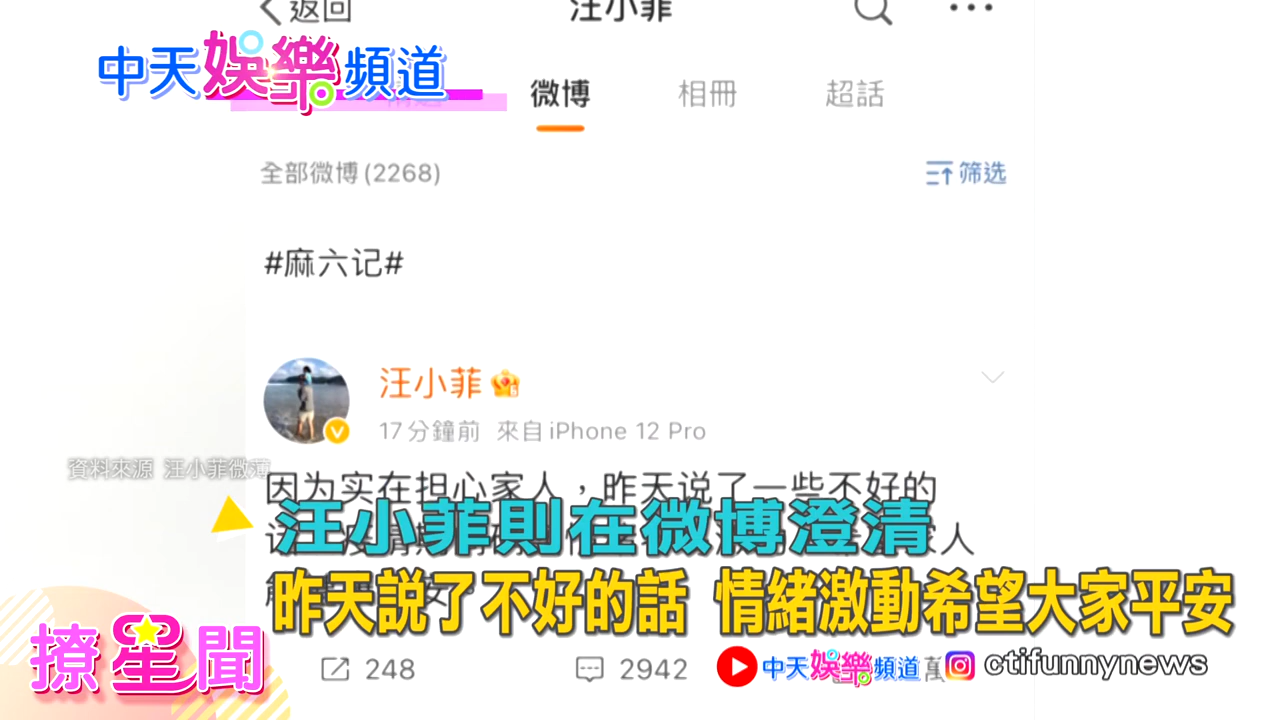 返回
汪小菲
中天娛樂頻道
微博
相冊
超話
全部微博 (2268)
筛选
#麻六记#
汪小菲
17 分鐘前 來自 iPhone 12 Pro
資料來源 汪小菲微博
因为实在担心家人，昨天说了一些不好的
汪小菲則在微博澄清
家人
昨天説了不好的話 情緒激動希望大家平安
撩星聞
248
2942
中天娛樂頻道
萬
ctifunnynews